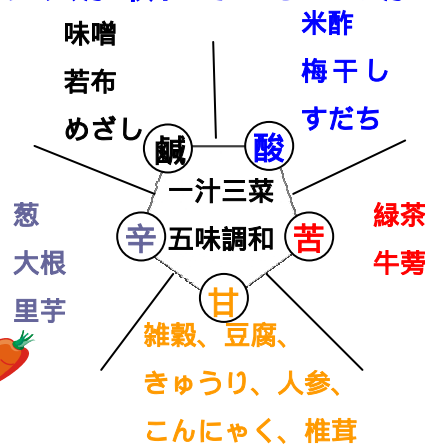 味噌
若布
めざし
米酢
梅干し
すだち
鹹
酸
一汁三菜
五味調和
辛
苦
甘
葱
大根
里芋
緑茶
牛蒡
雑穀、豆腐、
きゅうり、人参、
こんにゃく、椎茸